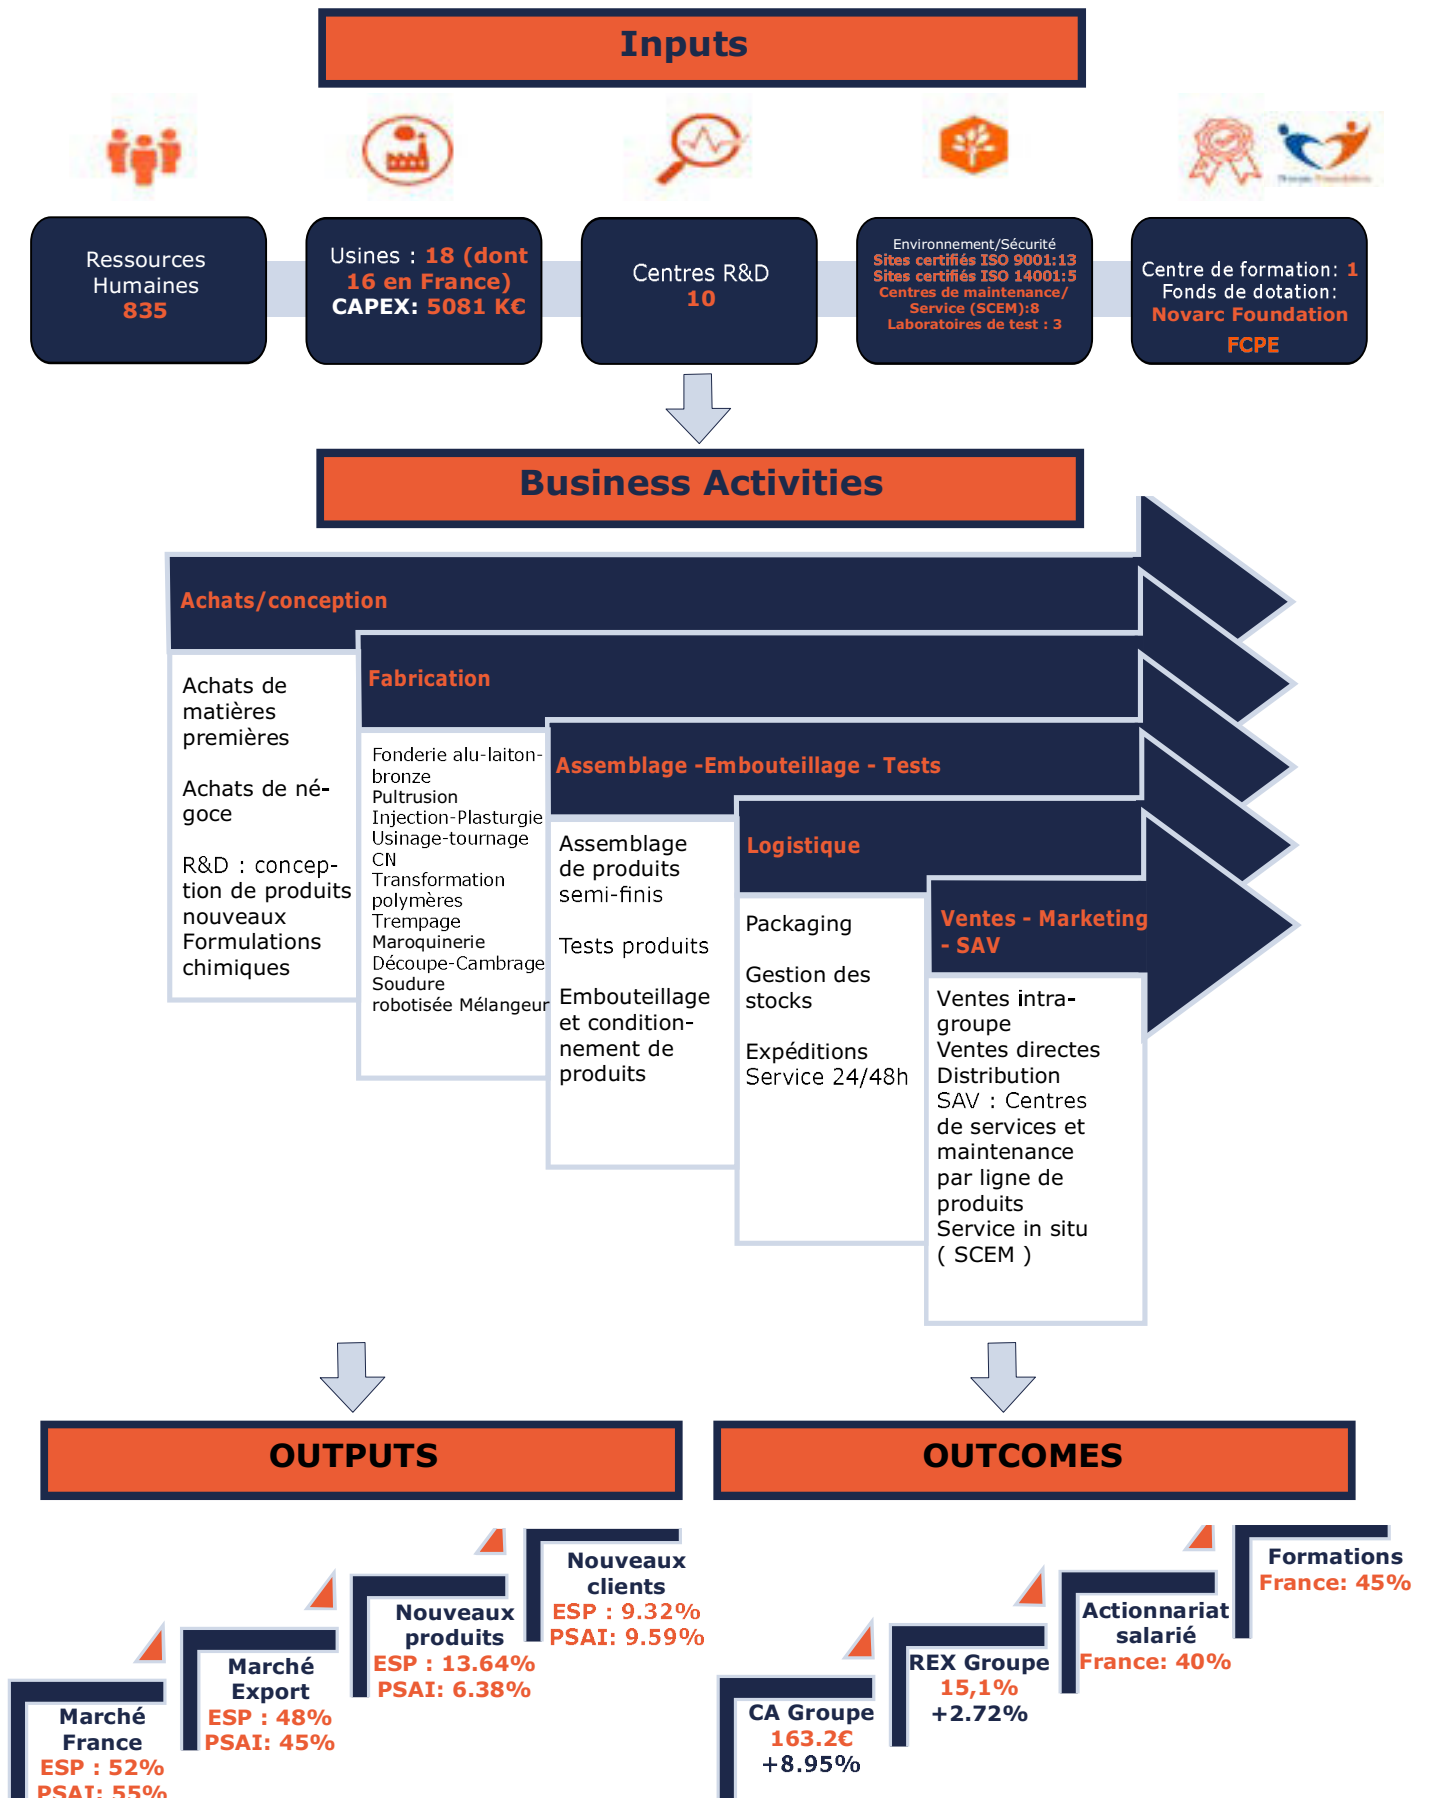 Inputs
Ressources
Humaines
835
Usines : 18 (dont
16 en France)
CAPEX: 5081 K€
Centres R&D
10
Environnement/Sécurité
Sites certifiés ISO 9001:13
Sites certifiés ISO 14001:5
Centres de maintenance/
Service (SCEM):8
Laboratoires de test : 3
Centre de formation: 1
Fonds de dotation:
Novarc Foundation
FCPE
Business Activities
Achats/conception
Achats de
matières
premières
Achats de né-
goce
R&D : concep-
tion de produits
nouveaux
Formulations
chimiques
Fabrication
Fonderie alu-laiton-
bronze
Pultrusion
Injection-Plasturgie
Usinage-tournage
CN
Transformation
polymères
Trempage
Maroquinerie
Découpe-Cambrage
Soudure
robotisée Mélangeur
Assemblage -Embouteillage - Tests
Assemblage
de produits
semi-finis
Tests produits
Embouteillage
et condition-
nement de
produits
Logistique
Packaging
Gestion des
stocks
Expéditions
Service 24/48h
Ventes - Marketing
- SAV
Ventes intra-
groupe
Ventes directes
Distribution
SAV : Centres
de services et
maintenance
par ligne de
produits
Service in situ
( SCEM )
OUTPUTS
Marché
France
ESP : 52%
PSAI: 55%
Marché
Export
ESP : 48%
PSAI: 45%
Nouveaux
produits
ESP : 13.64%
PSAI: 6.38%
Nouveaux
clients
ESP : 9.32%
PSAI: 9.59%
OUTCOMES
CA Groupe
163.2€
+8.95%
REX Groupe
15,1%
+2.72%
Actionnariat
salarié
France: 40%
Formations
France: 45%